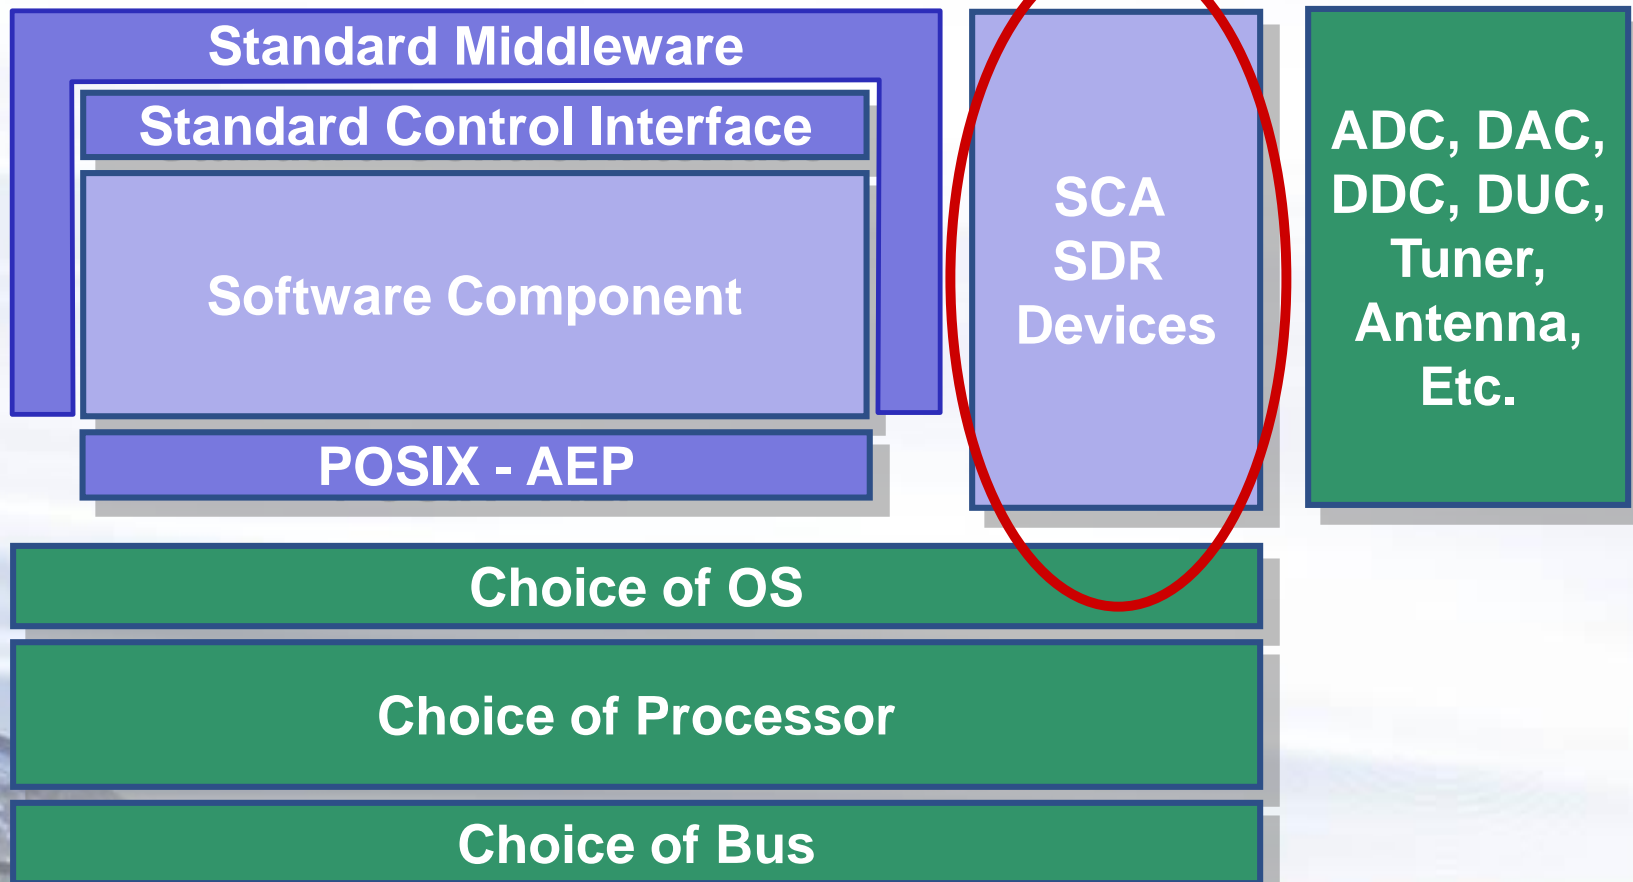 Standard Middleware
Standard Control Interface
Software Component
POSIX - AEP
SCA
SDR
Devices
ADC, DAC,
DDC, DUC,
Tuner,
Antenna,
Etc.
Choice of OS
Choice of Processor
Choice of Bus